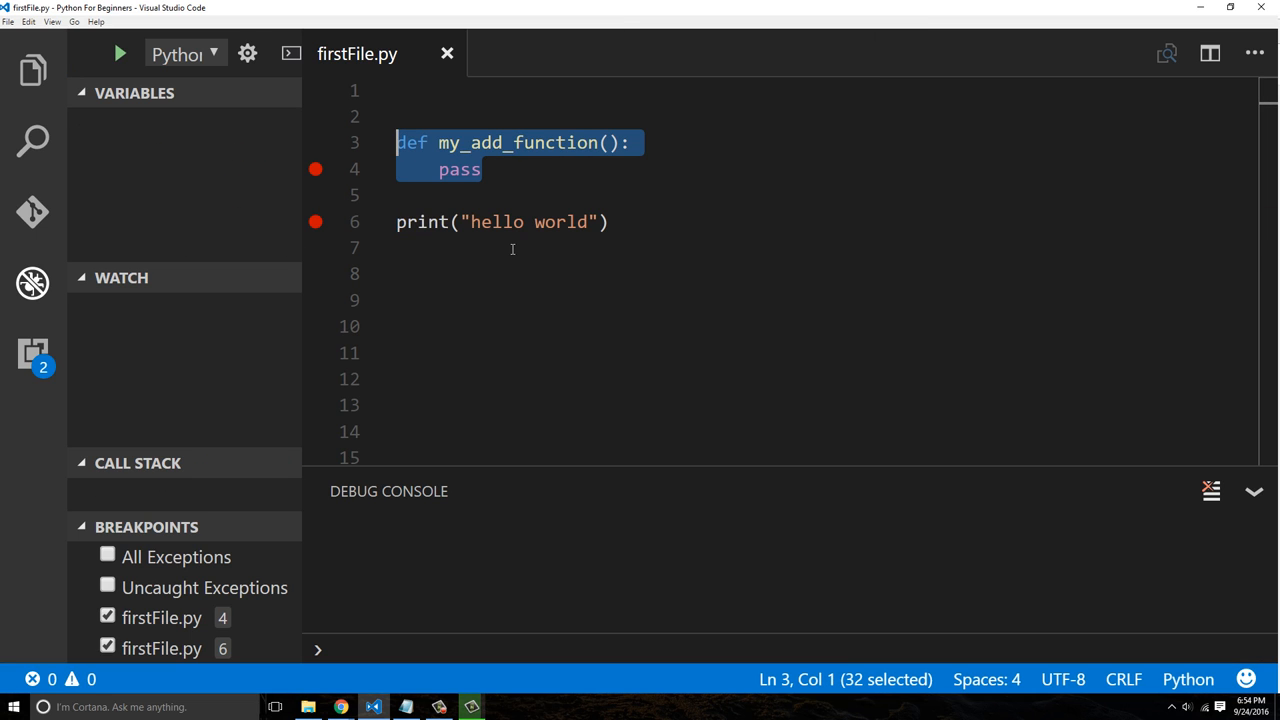 firstFile.py - Python For Beginners - Visual Studio Code
File Edit View Go Help
Pythor
firstFile.py
VARIABLES
WATCH
CALL STACK
BREAKPOINTS
All Exceptions
Uncaught Exceptions
firstFile.py 4
firstFile.py 6
1
2
3 def my_add_function():
4 pass
5
6 print("hello world")
7
8
9
10
11
12
13
14
15
DEBUG CONSOLE
2
0 0
Ln 3, Col 1 (32 selected) Spaces: 4 UTF-8 CRLF Python
I'm Cortana. Ask me anything.
6:54 PM
9/24/2016